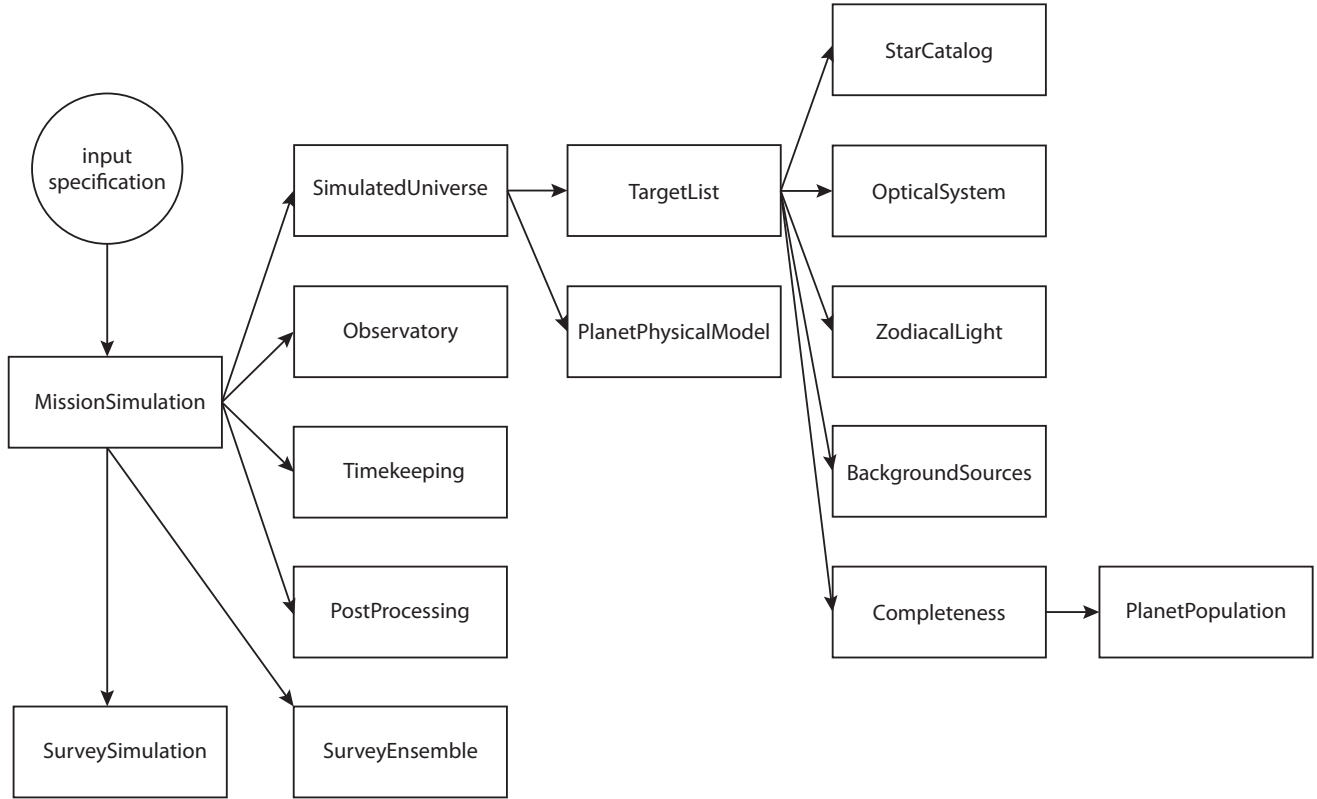 StarCatalog
input
specification
SimulatedUniverse
TargetList
OpticalSystem
Observatory
PlanetPhysicalModel
ZodiacalLight
MissionSimulation
Timekeeping
BackgroundSources
PostProcessing
Completeness
PlanetPopulation
SurveySimulation
SurveyEnsemble